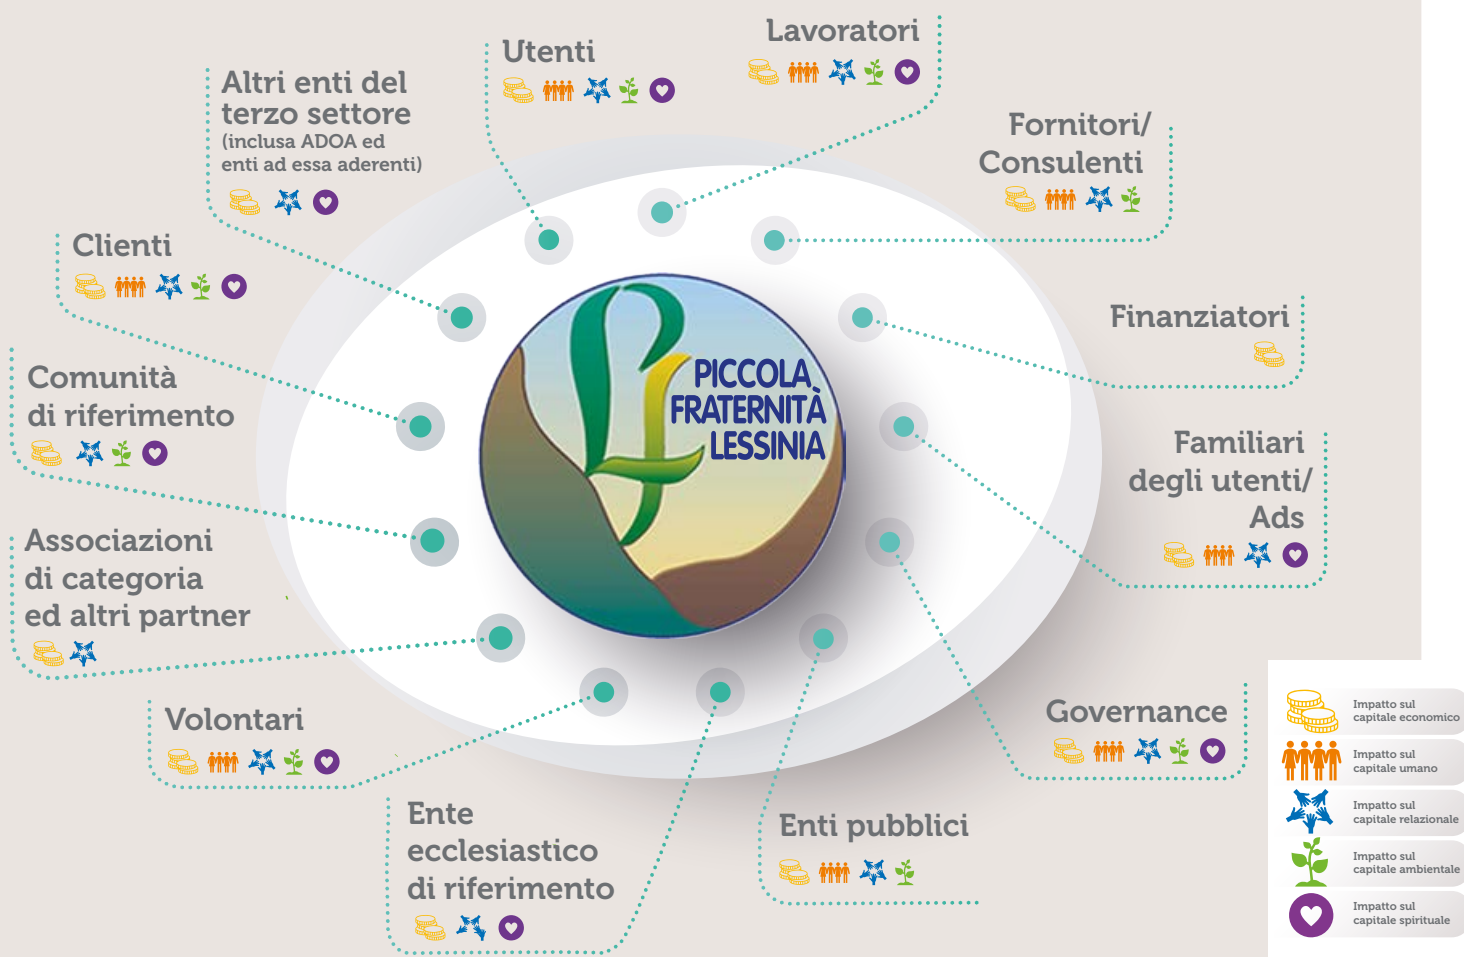 Lavoratori
Utenti
Altri enti del
terzo settore
(inclusa ADOA ed
enti ad essa aderenti)
Fornitori/
Consulenti
Clienti
Finanziatori
Comunità
di riferimento
PICCOLA
FRATERNITÀ
LESSINIA
Familiari
degli utenti/
Ads
Associazioni
di categoria
ed altri partner
Volontari
Governance
Ente
ecclesiastico
di riferimento
Enti pubblici
Impatto sul
capitale economico
Impatto sul
capitale umano
Impatto sul
capitale relazionale
Impatto sul
capitale ambientale
Impatto sul
capitale spirituale